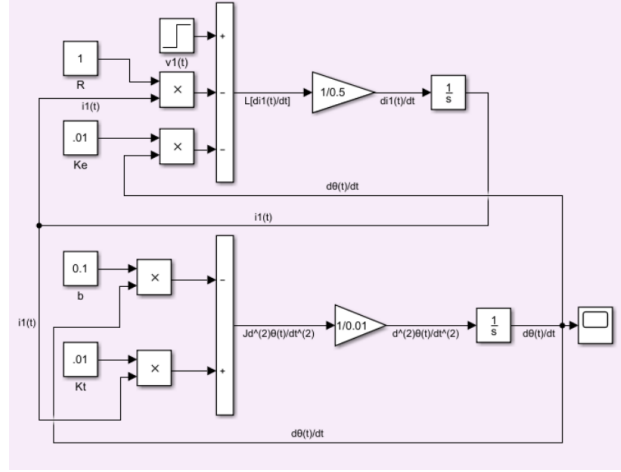 1
R
v1(t)
+
×
−
L[di1(t)/dt]
1/0.5
di1(t)/dt
1
s
i1(t)
.01
Ke
×
−
dθ(t)/dt
i1(t)
0.1
b
×
−
i1(t)
Jd^(2)θ(t)/dt^(2)
1/0.01
d^(2)θ(t)/dt^(2)
1
s
dθ(t)/dt
.01
Kt
×
+
dθ(t)/dt